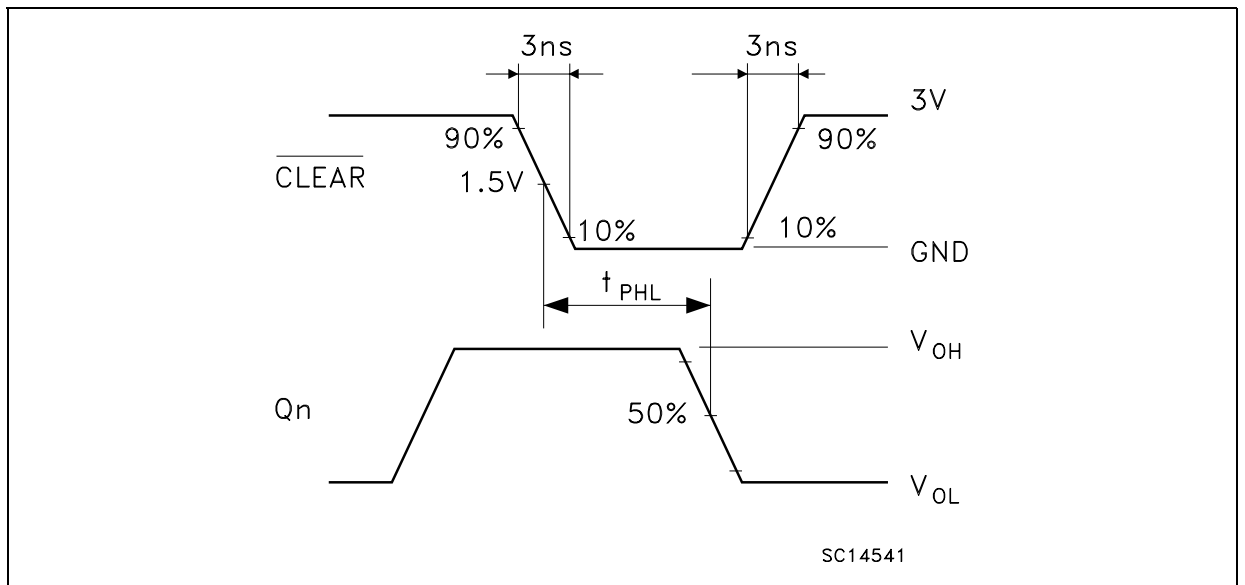 3ns 3ns
3V
90% 90%
CLEAR
1.5V
10% 10%
GND
t PHL
V OH
Qn
50%
V OL
SC14541